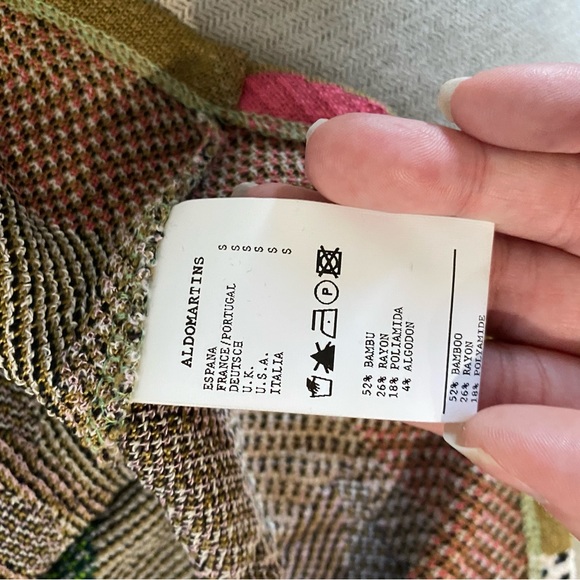 ALDOMARTINS
ESPANA S
FRANCE/PORTUGAL S
DEUTSCH S
U.K. S
U.S.A. S
ITALIA S
P
52% BAMBU
26% RAYON
18% POLIAMIDA
4% ALGODON
52% BAMBOO
26% RAYON
18% POLYAMIDE